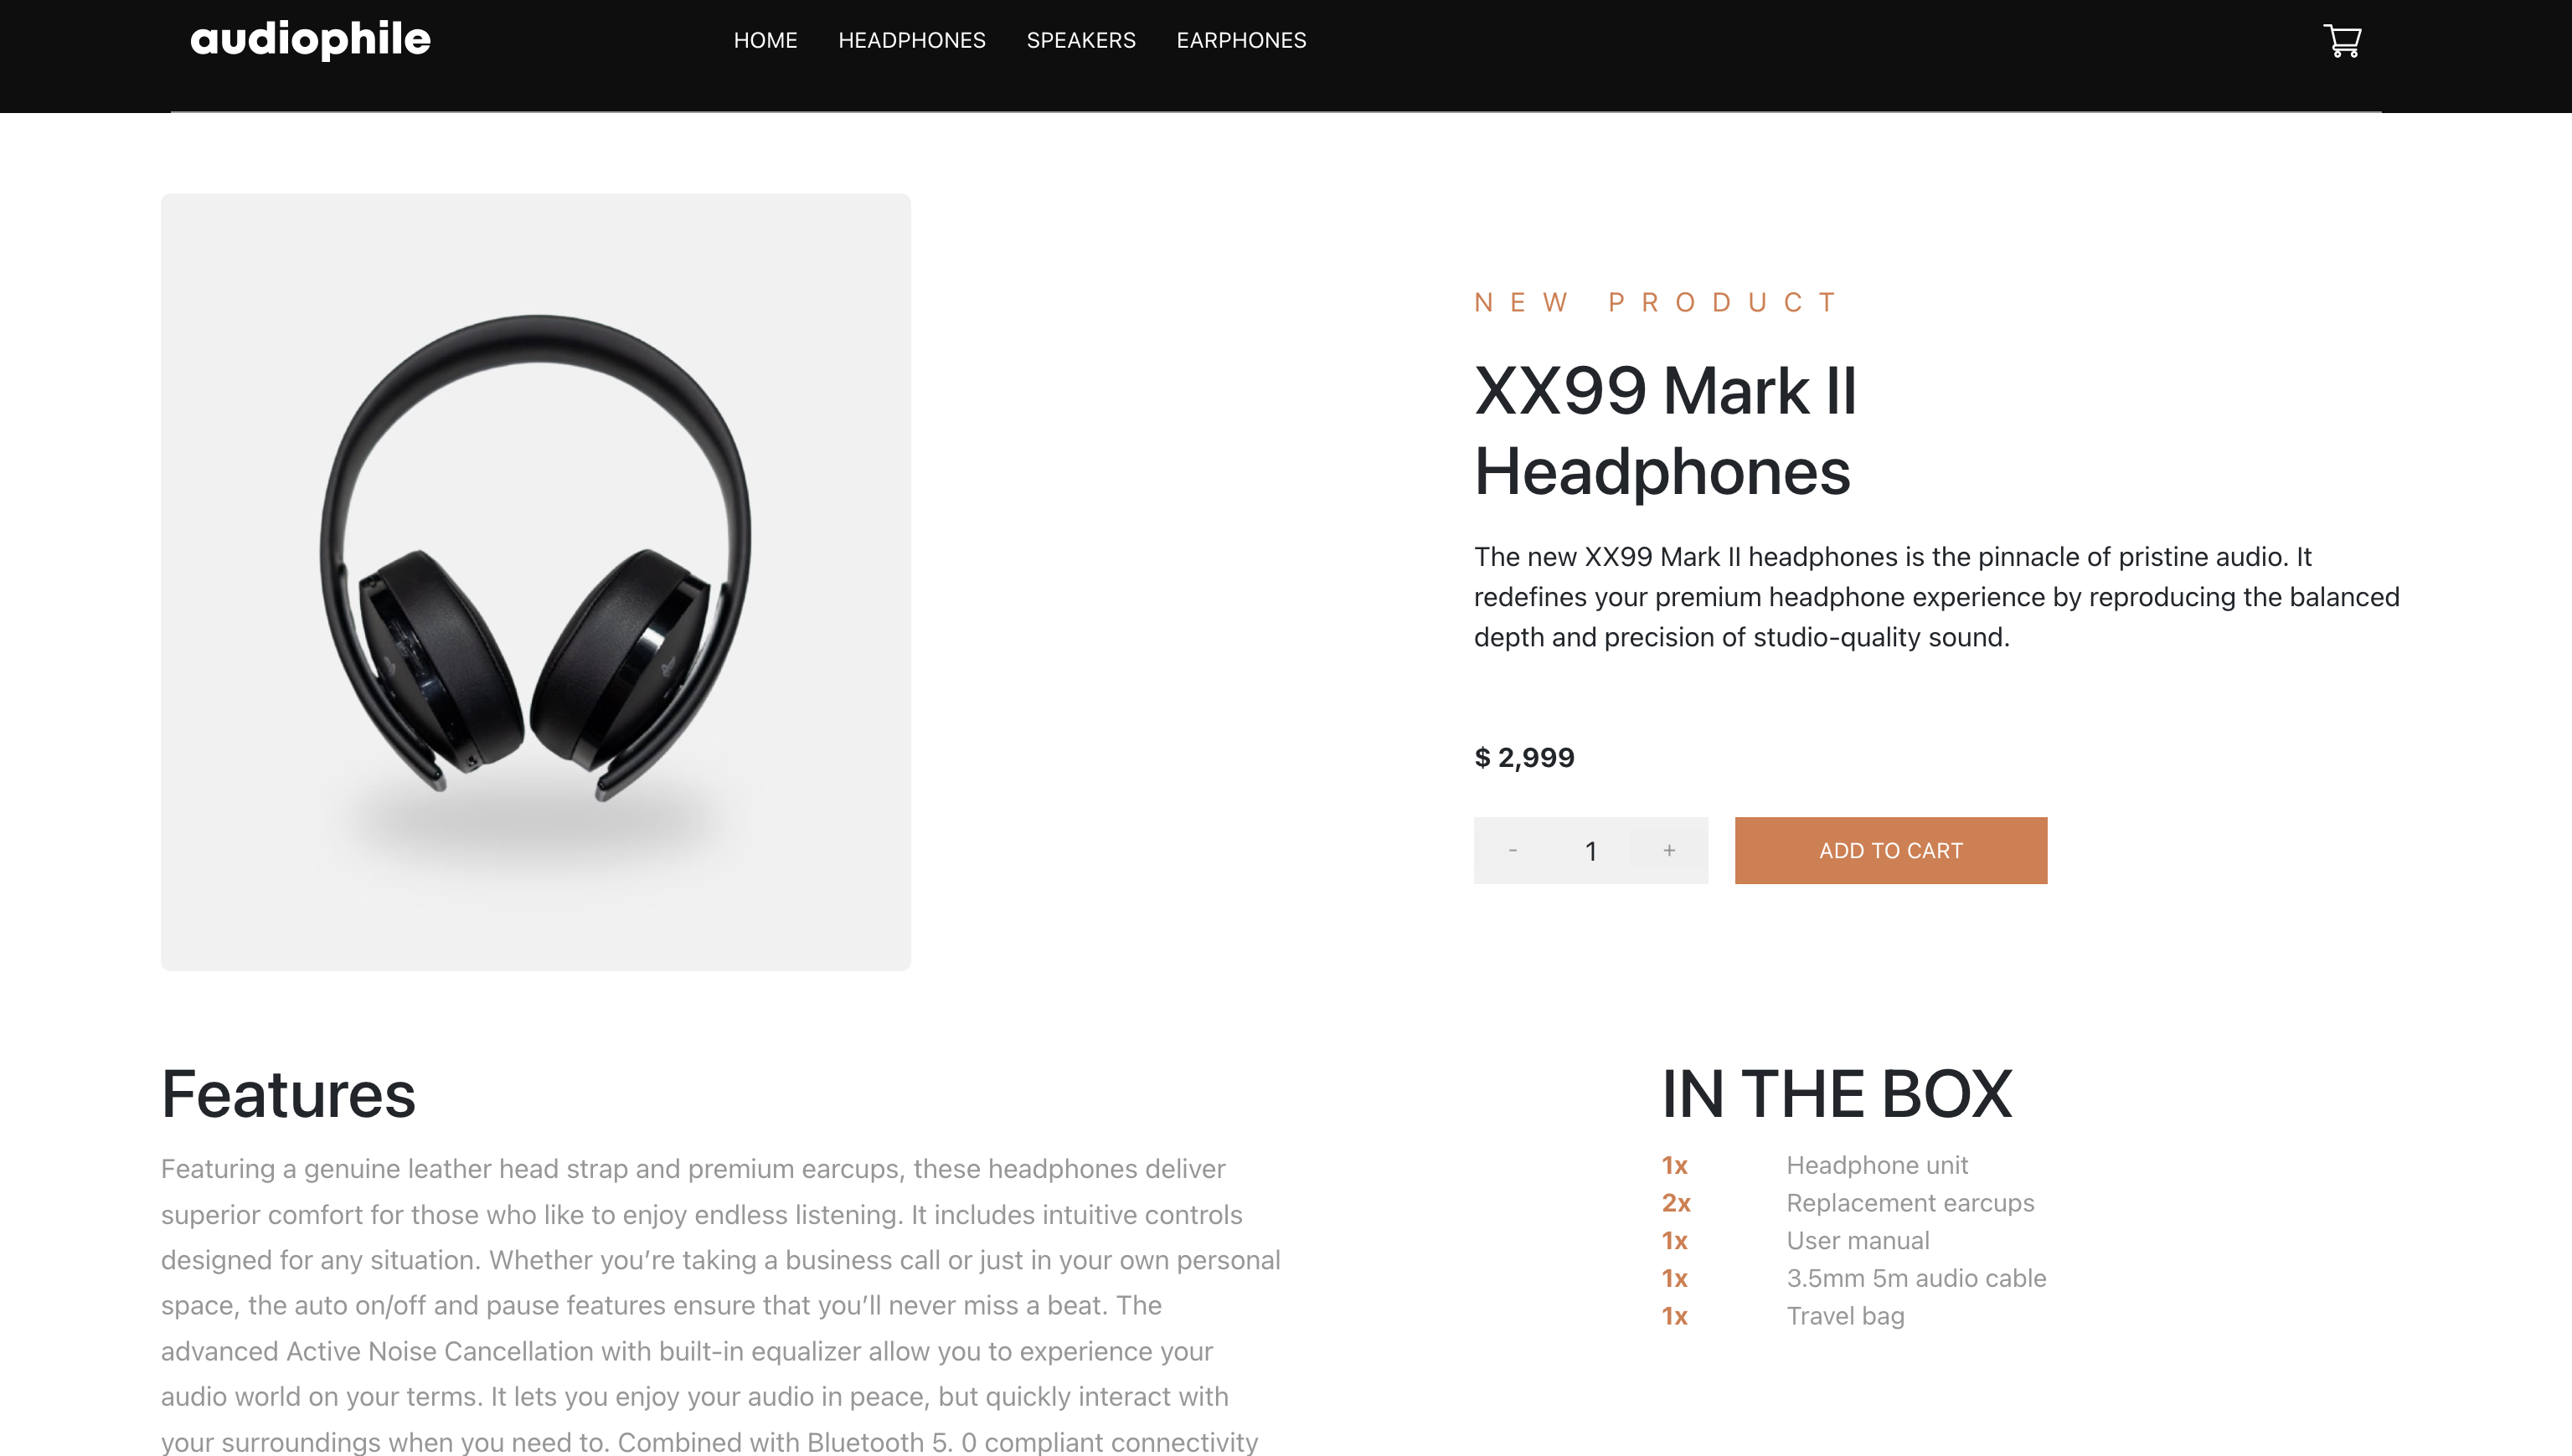 audiophile
HOME HEADPHONES SPEAKERS EARPHONES
NEW PRODUCT
XX99 Mark II
Headphones
The new XX99 Mark II headphones is the pinnacle of pristine audio. It
redefines your premium headphone experience by reproducing the balanced
depth and precision of studio-quality sound.
$ 2,999
- 1 + ADD TO CART
Features
Featuring a genuine leather head strap and premium earcups, these headphones deliver
superior comfort for those who like to enjoy endless listening. It includes intuitive controls
designed for any situation. Whether you’re taking a business call or just in your own personal
space, the auto on/off and pause features ensure that you’ll never miss a beat. The
advanced Active Noise Cancellation with built-in equalizer allow you to experience your
audio world on your terms. It lets you enjoy your audio in peace, but quickly interact with
your surroundings when you need to. Combined with Bluetooth 5. 0 compliant connectivity
IN THE BOX
1x Headphone unit
2x Replacement earcups
1x User manual
1x 3.5mm 5m audio cable
1x Travel bag